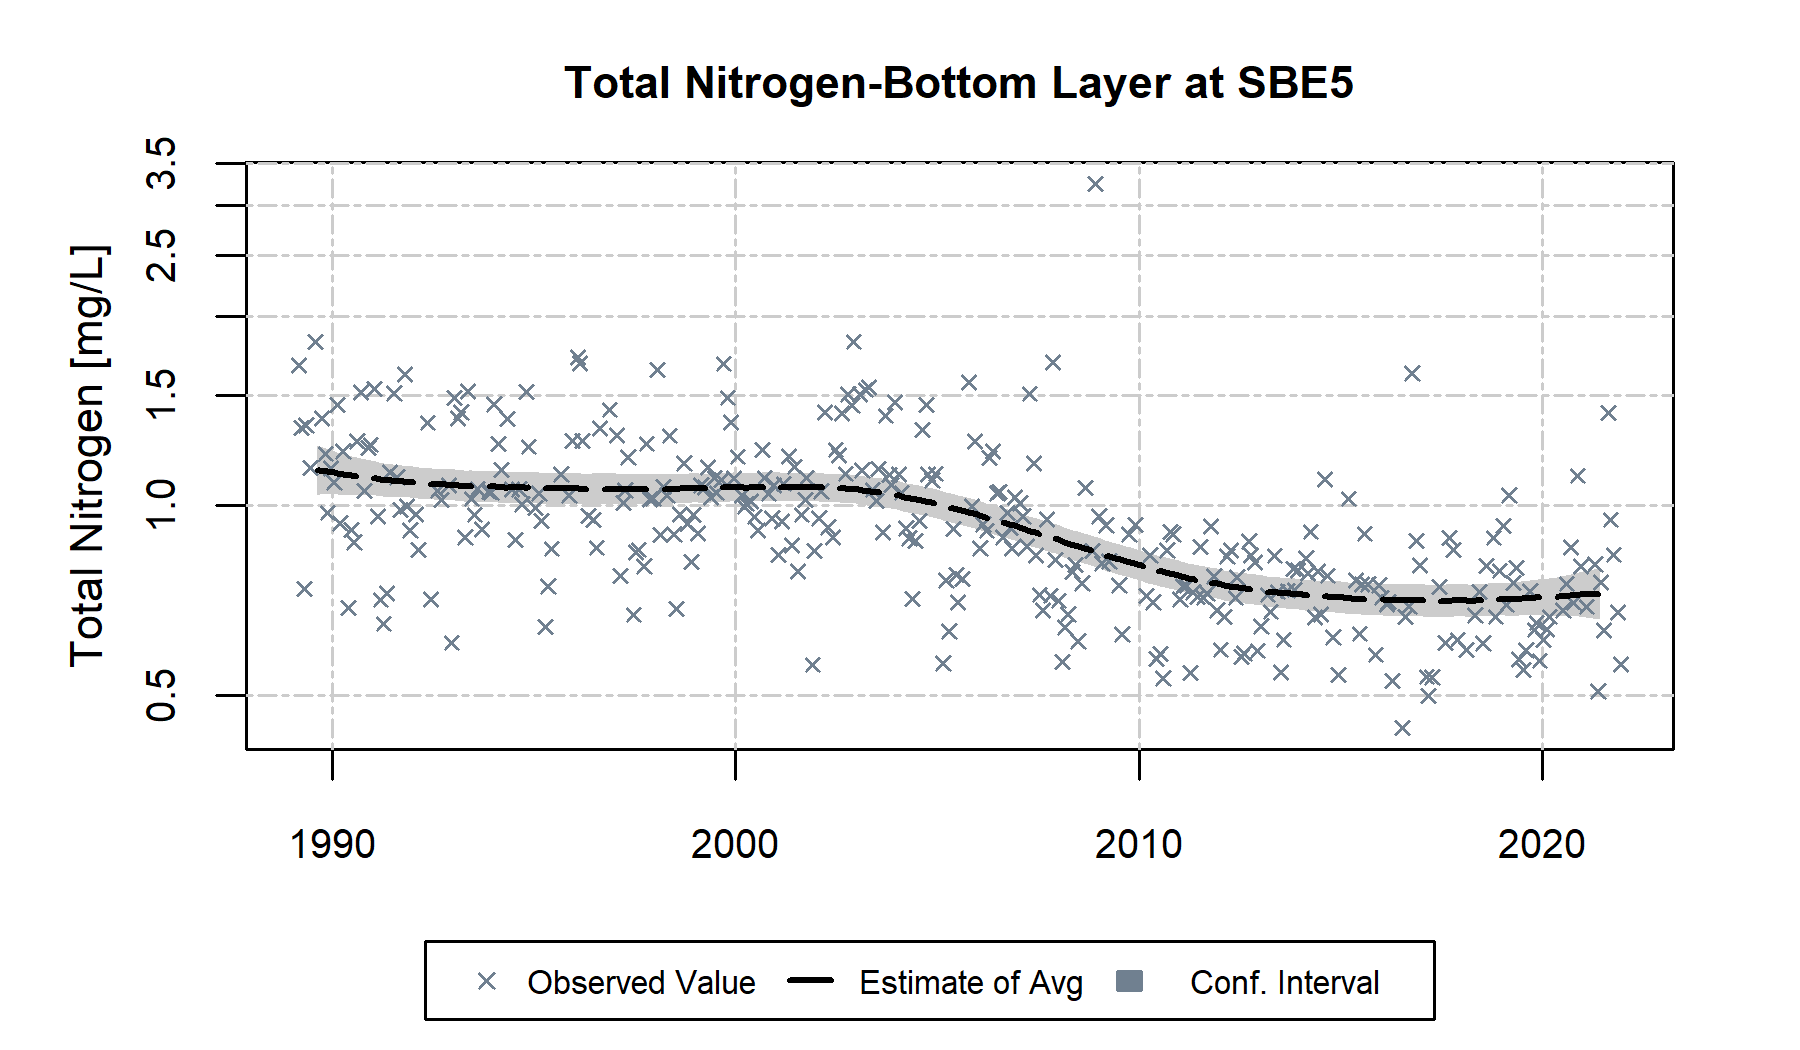 Total Nitrogen-Bottom Layer at SBE5
Total Nitrogen [mg/L]
3.5
2.5
1.5
1.0
0.5
1990 2000 2010 2020
Observed Value Estimate of Avg Conf. Interval